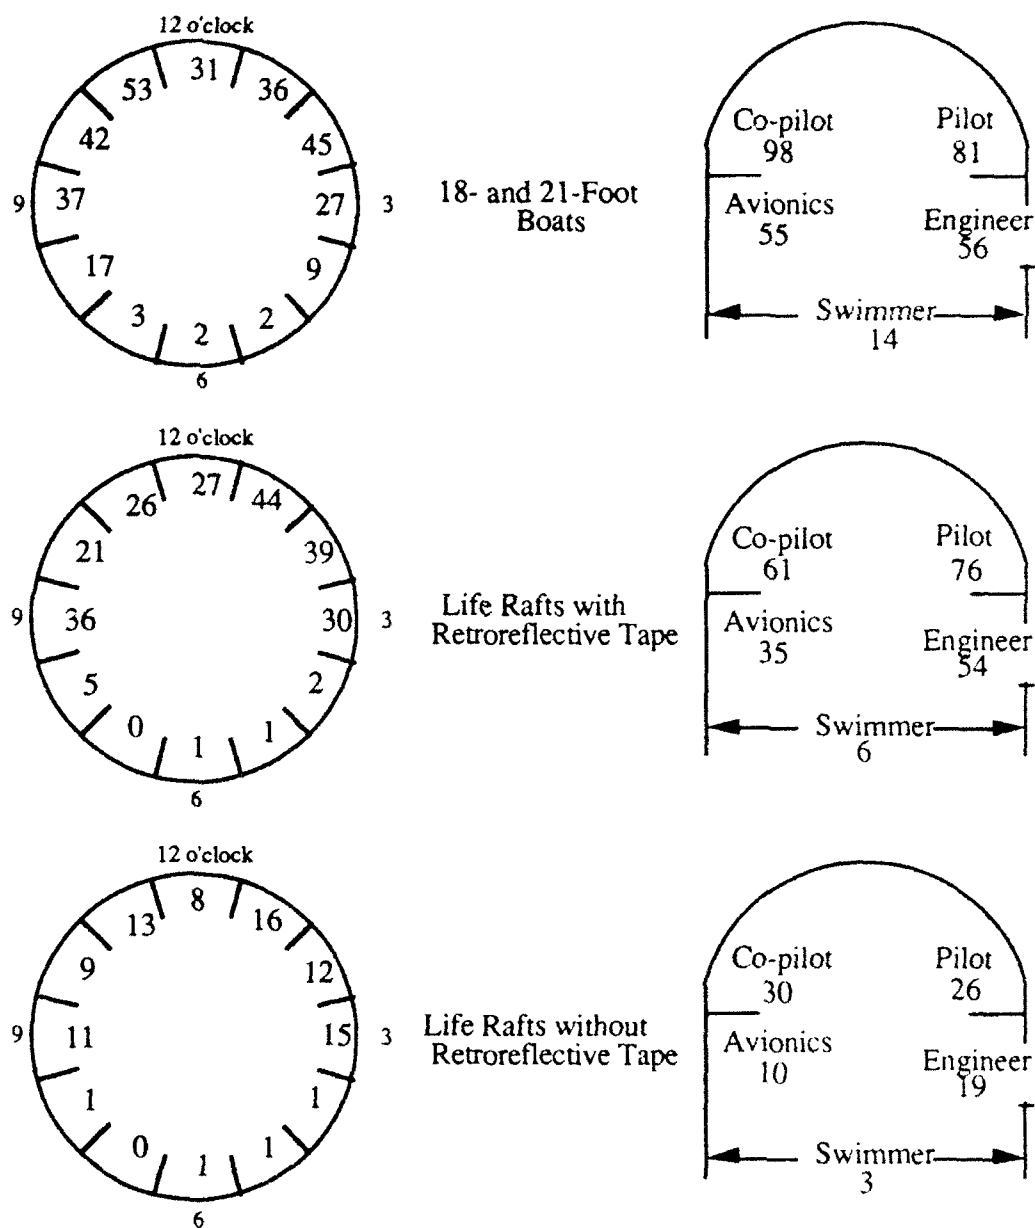 12 o'clock
53 31 36
42 45
9 37 27 3
17 9
3 2 2
6
18- and 21-Foot
Boats
Co-pilot Pilot
98 81
Avionics Engineer
55 56
Swimmer
14
12 o'clock
26 27 44
21 39
9 36 30 3
5 2
0 1 1
6
Life Rafts with
Retroreflective Tape
Co-pilot Pilot
61 76
Avionics Engineer
35 54
Swimmer
6
12 o'clock
13 8 16
9 12
9 11 15 3
1 1
0 1 1
6
Life Rafts without
Retroreflective Tape
Co-pilot Pilot
30 26
Avionics Engineer
10 19
Swimmer
3